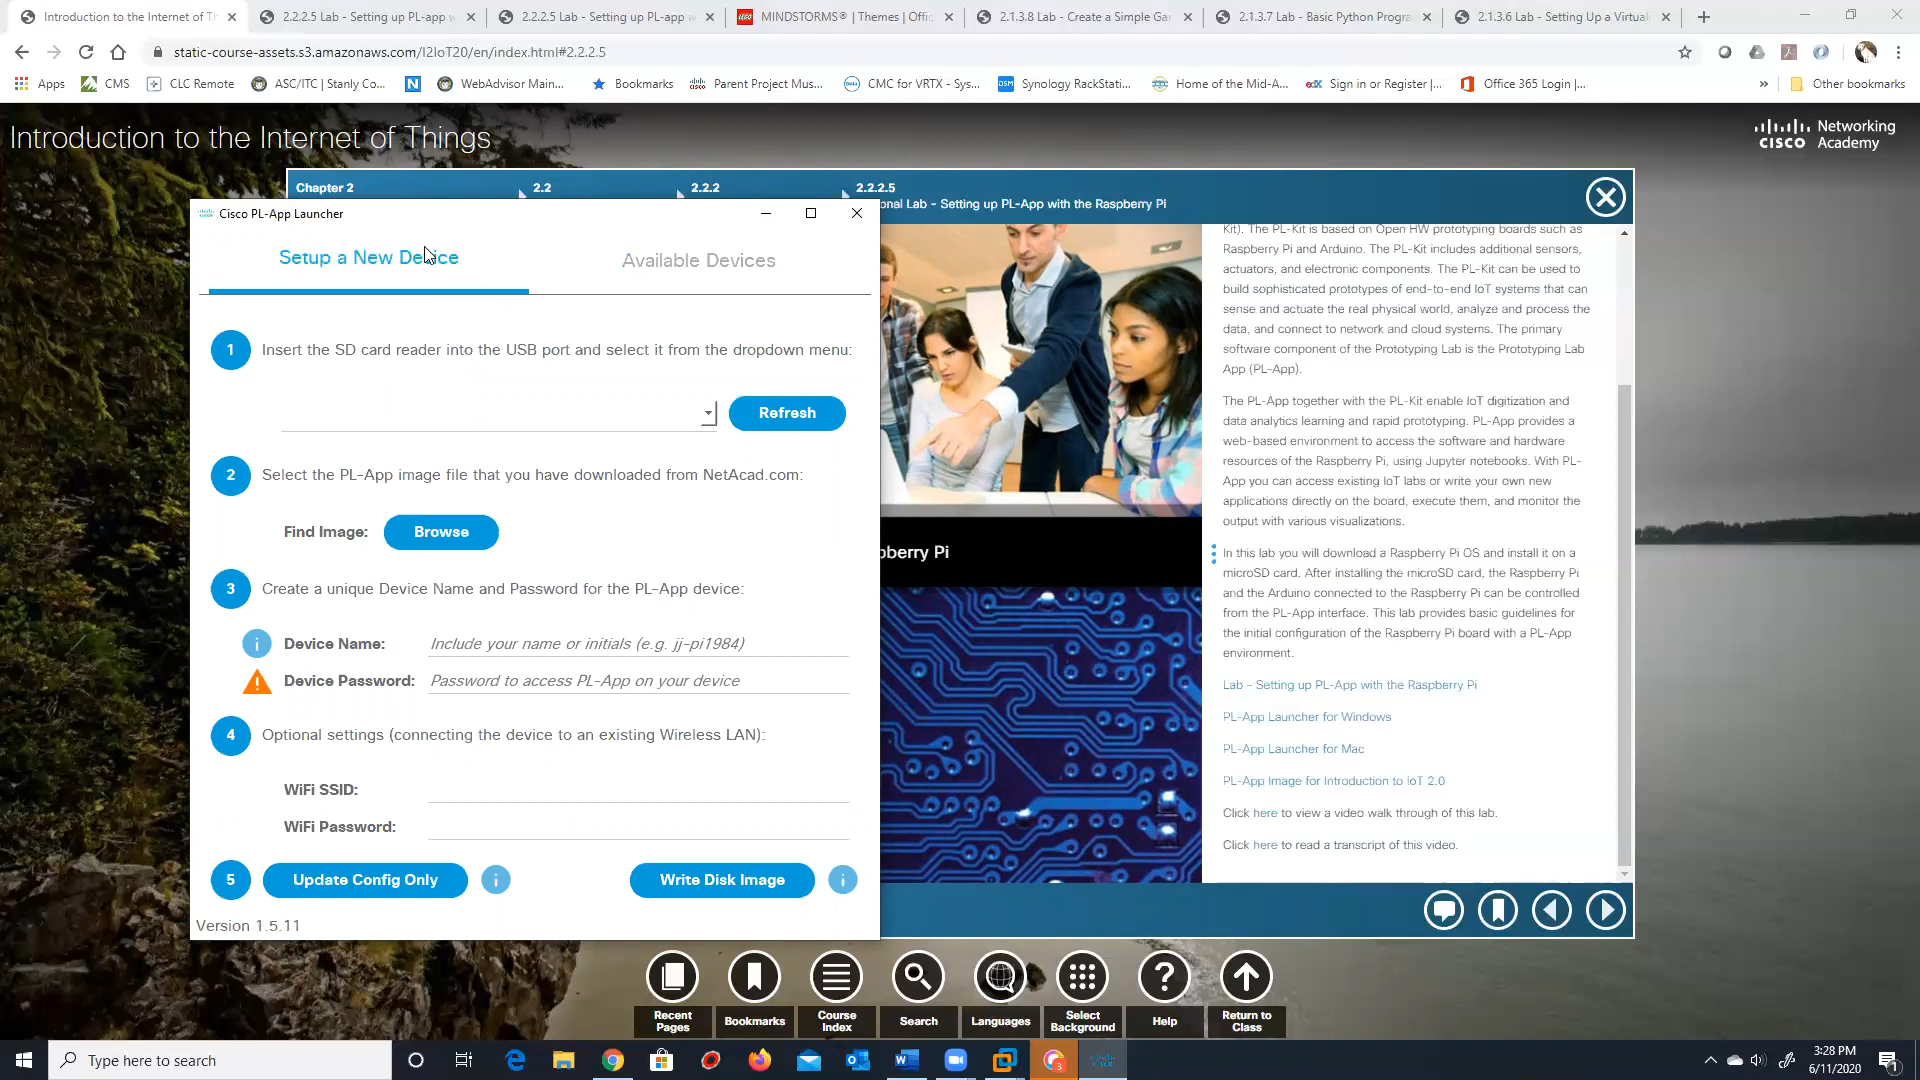 Introduction to the Internet of Th
2.2.2.5 Lab - Setting up PL-app w
2.2.2.5 Lab - Setting up PL-app w
MINDSTORMS® | Themes | Offic
2.1.3.8 Lab - Create a Simple Gam
2.1.3.7 Lab - Basic Python Progra
2.1.3.6 Lab - Setting Up a Virtual
static-course-assets.s3.amazonaws.com/I2IoT20/en/index.html#2.2.2.5
Apps
CMS
CLC Remote
ASC/ITC | Stanly Co...
WebAdvisor Main...
Bookmarks
Parent Project Mus...
CMC for VRTX - Sys...
Synology RackStati...
Home of the Mid-A...
Sign in or Register |...
Office 365 Login |...
»
Other bookmarks
Introduction to the Internet of Things
cisco
Networking
Academy
Chapter 2
2.2
2.2.2
2.2.2.5
onal Lab - Setting up PL-App with the Raspberry Pi
Cisco PL-App Launcher
Setup a New Device
Available Devices
1
Insert the SD card reader into the USB port and select it from the dropdown menu:
Refresh
2
Select the PL-App image file that you have downloaded from NetAcad.com:
Find Image:
Browse
3
Create a unique Device Name and Password for the PL-App device:
Device Name:
Include your name or initials (e.g. jj-pi1984)
Device Password:
Password to access PL-App on your device
4
Optional settings (connecting the device to an existing Wireless LAN):
WiFi SSID:
WiFi Password:
5
Update Config Only
Write Disk Image
Version 1.5.11
pberry Pi
Kit). The PL-Kit is based on Open HW prototyping boards such as
Raspberry Pi and Arduino. The PL-Kit includes additional sensors,
actuators, and electronic components. The PL-Kit can be used to
build sophisticated prototypes of end-to-end IoT systems that can
sense and actuate the real physical world, analyze and process the
data, and connect to network and cloud systems. The primary
software component of the Prototyping Lab is the Prototyping Lab
App (PL-App).
The PL-App together with the PL-Kit enable IoT digitization and
data analytics learning and rapid prototyping. PL-App provides a
web-based environment to access the software and hardware
resources of the Raspberry Pi, using Jupyter notebooks. With PL-
App you can access existing IoT labs or write your own new
applications directly on the board, execute them, and monitor the
output with various visualizations.
In this lab you will download a Raspberry Pi OS and install it on a
microSD card. After installing the microSD card, the Raspberry Pi
and the Arduino connected to the Raspberry Pi can be controlled
from the PL-App interface. This lab provides basic guidelines for
the initial configuration of the Raspberry Pi board with a PL-App
environment.
Lab - Setting up PL-App with the Raspberry Pi
PL-App Launcher for Windows
PL-App Launcher for Mac
PL-App Image for Introduction to IoT 2.0
Click here to view a video walk through of this lab.
Click here to read a transcript of this video.
Recent
Pages
Bookmarks
Course
Index
Search
Languages
Select
Background
Help
Return to
Class
Type here to search
3:28 PM
6/11/2020